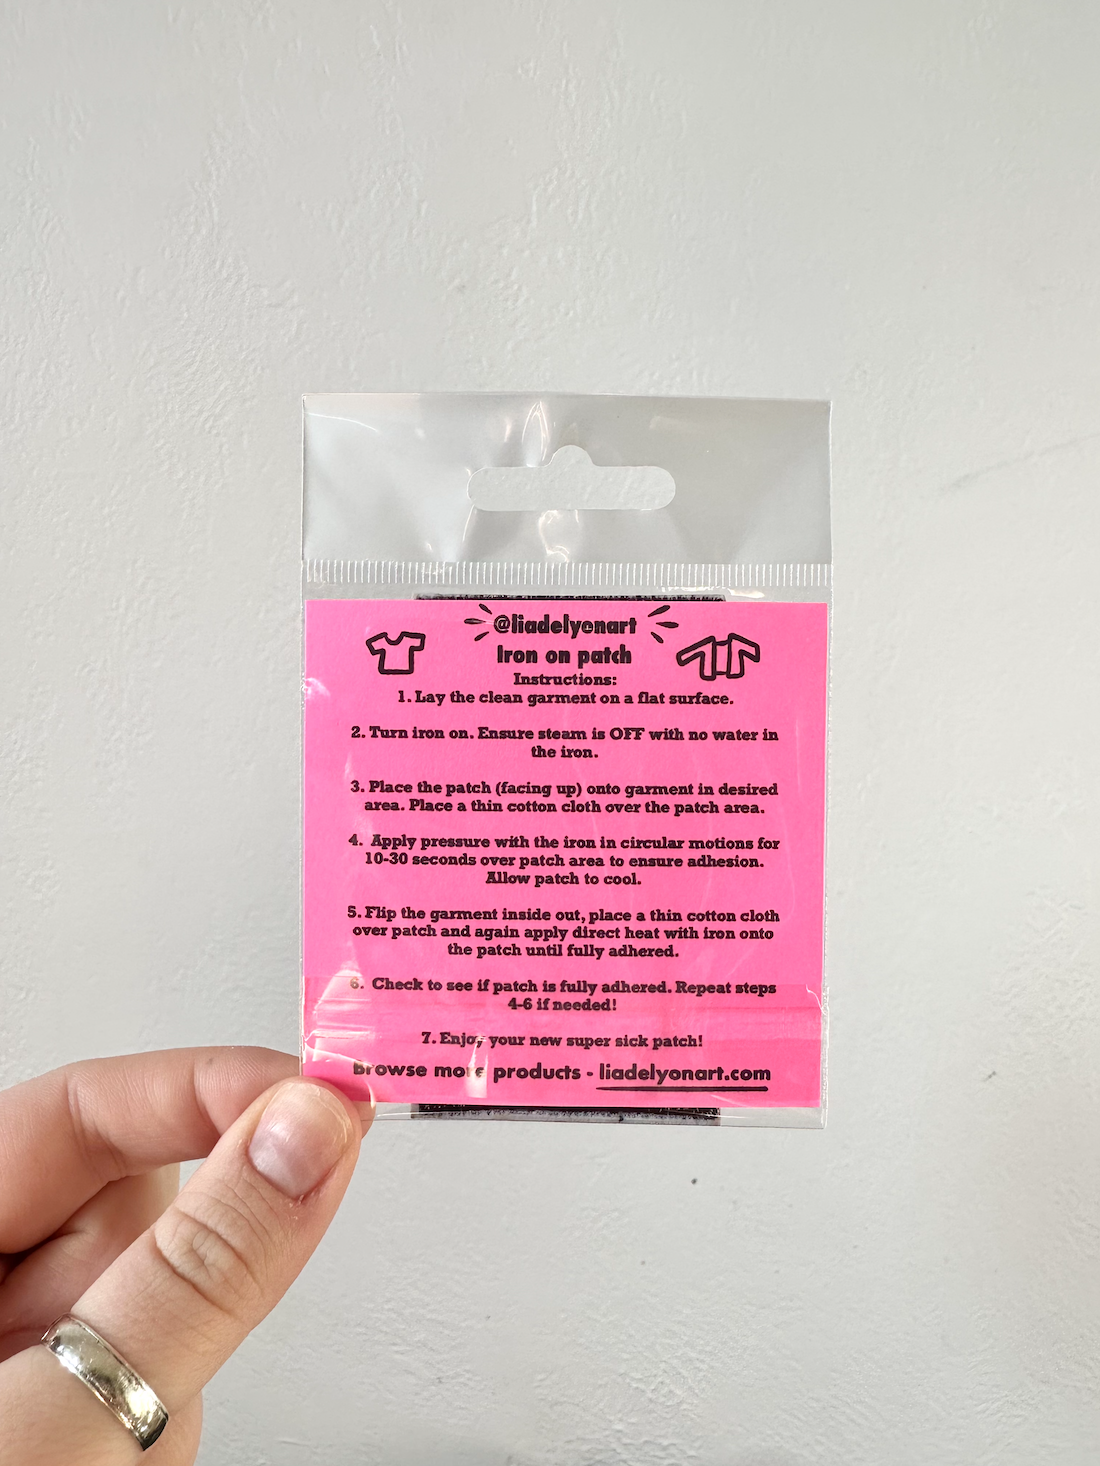 @liadelyonart
Iron on patch
Instructions:
1. Lay the clean garment on a flat surface.
2. Turn iron on. Ensure steam is OFF with no water in
the iron.
3. Place the patch (facing up) onto garment in desired
area. Place a thin cotton cloth over the patch area.
4. Apply pressure with the iron in circular motions for
10-30 seconds over patch area to ensure adhesion.
Allow patch to cool.
5. Flip the garment inside out, place a thin cotton cloth
over patch and again apply direct heat with iron onto
the patch until fully adhered.
6. Check to see if patch is fully adhered. Repeat steps
4-6 if needed!
7. Enjoy your new super sick patch!
Browse more products - liadelyonart.com